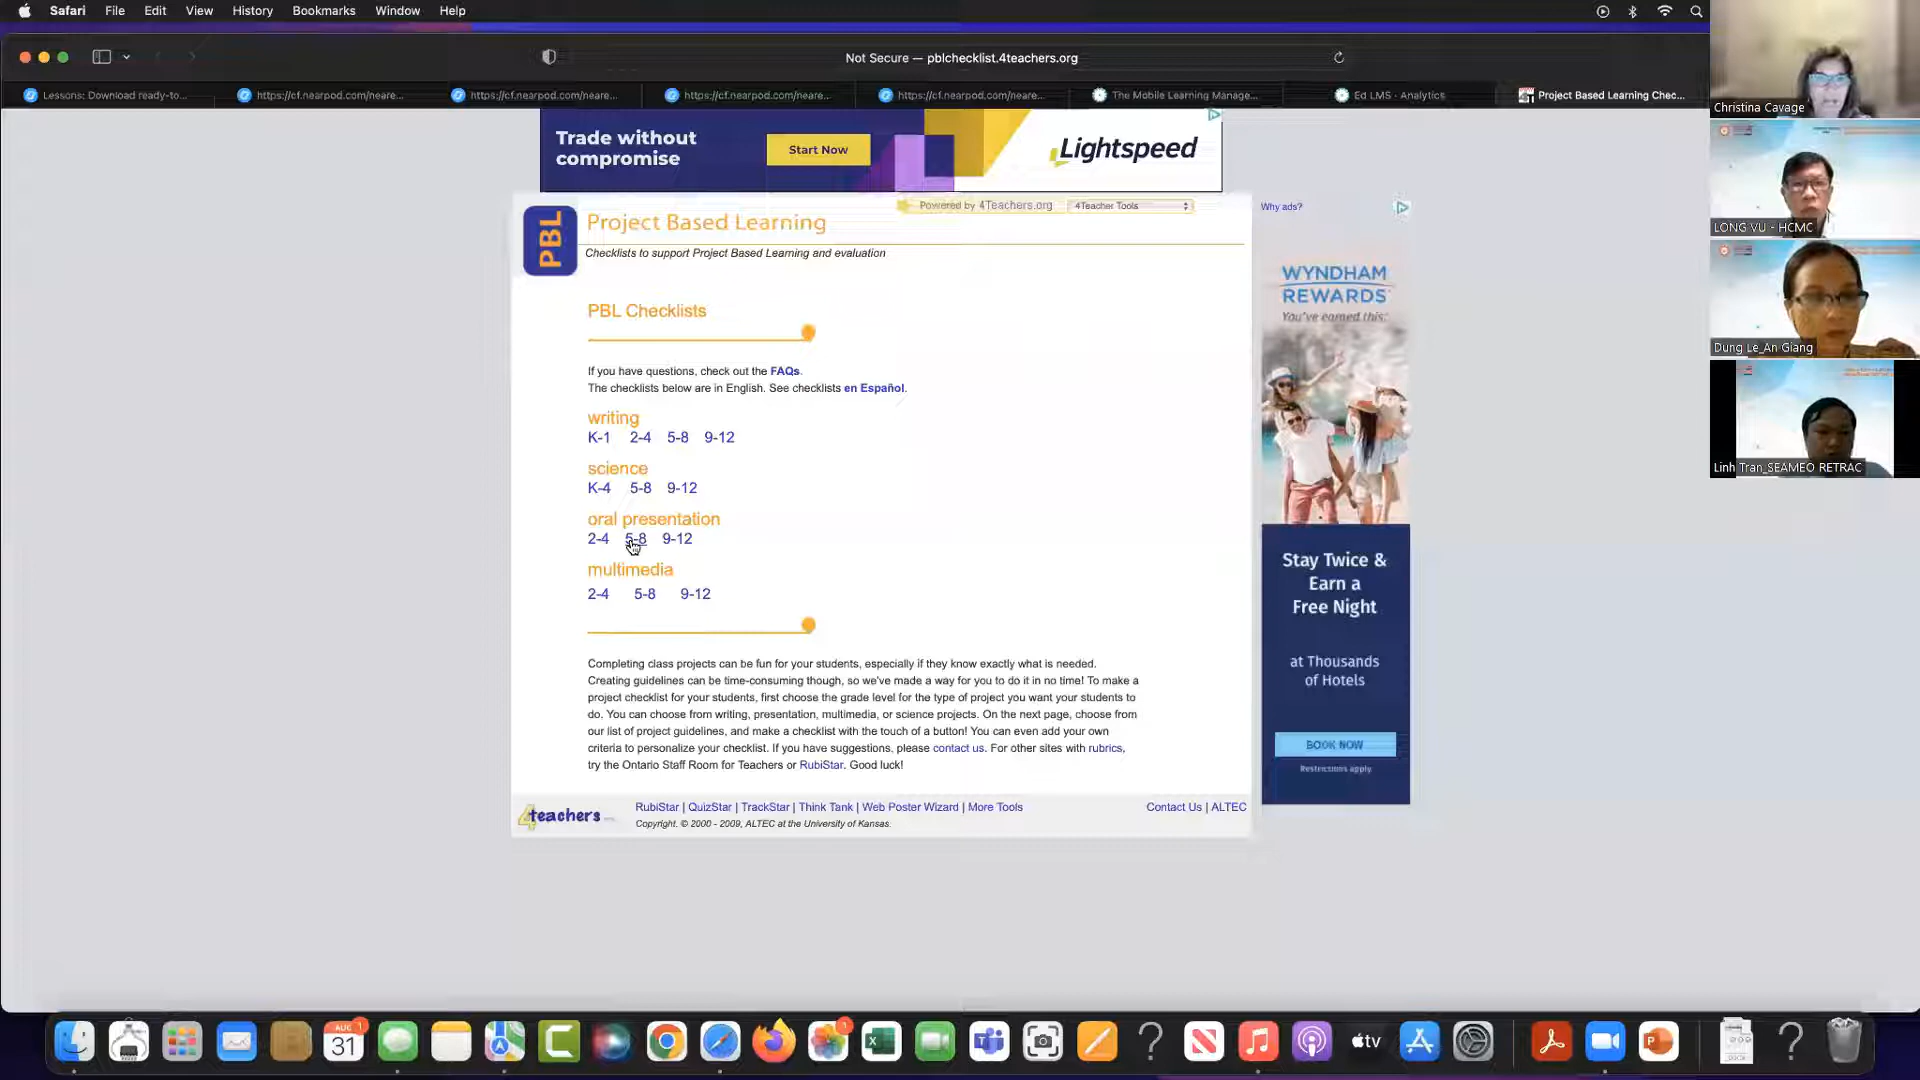 Safari File Edit View History Bookmarks Window Help
Not Secure — pblchecklist.4teachers.org
Lessons: Download ready-to...
https://cf.nearpod.com/neare...
https://cf.nearpod.com/neare...
https://cf.nearpod.com/neare...
https://cf.nearpod.com/neare...
The Mobile Learning Manage...
Ed LMS - Analytics
Project Based Learning Chec...
Trade without
compromise
Start Now
Lightspeed
Powered by 4Teachers.org
4Teacher Tools
PBL
Project Based Learning
Checklists to support Project Based Learning and evaluation
PBL Checklists
If you have questions, check out the FAQs.
The checklists below are in English. See checklists en Español.
writing
K-1 2-4 5-8 9-12
science
K-4 5-8 9-12
oral presentation
2-4 5-8 9-12
multimedia
2-4 5-8 9-12
Completing class projects can be fun for your students, especially if they know exactly what is needed.
Creating guidelines can be time-consuming though, so we've made a way for you to do it in no time! To make a
project checklist for your students, first choose the grade level for the type of project you want your students to
do. You can choose from writing, presentation, multimedia, or science projects. On the next page, choose from
our list of project guidelines, and make a checklist with the touch of a button! You can even add your own
criteria to personalize your checklist. If you have suggestions, please contact us. For other sites with rubrics,
try the Ontario Staff Room for Teachers or RubiStar. Good luck!
4teachers
RubiStar | QuizStar | TrackStar | Think Tank | Web Poster Wizard | More Tools
Copyright. © 2000 - 2009, ALTEC at the University of Kansas.
Contact Us | ALTEC
Why ads?
WYNDHAM
REWARDS
You've earned this.
Stay Twice &
Earn a
Free Night
at Thousands
of Hotels
BOOK NOW
Restrictions apply.
Christina Cavage
LONG VU - HCMC
Dung Le_An Giang
Linh Tran_SEAMEO RETRAC
AUG
31
1
1
tv